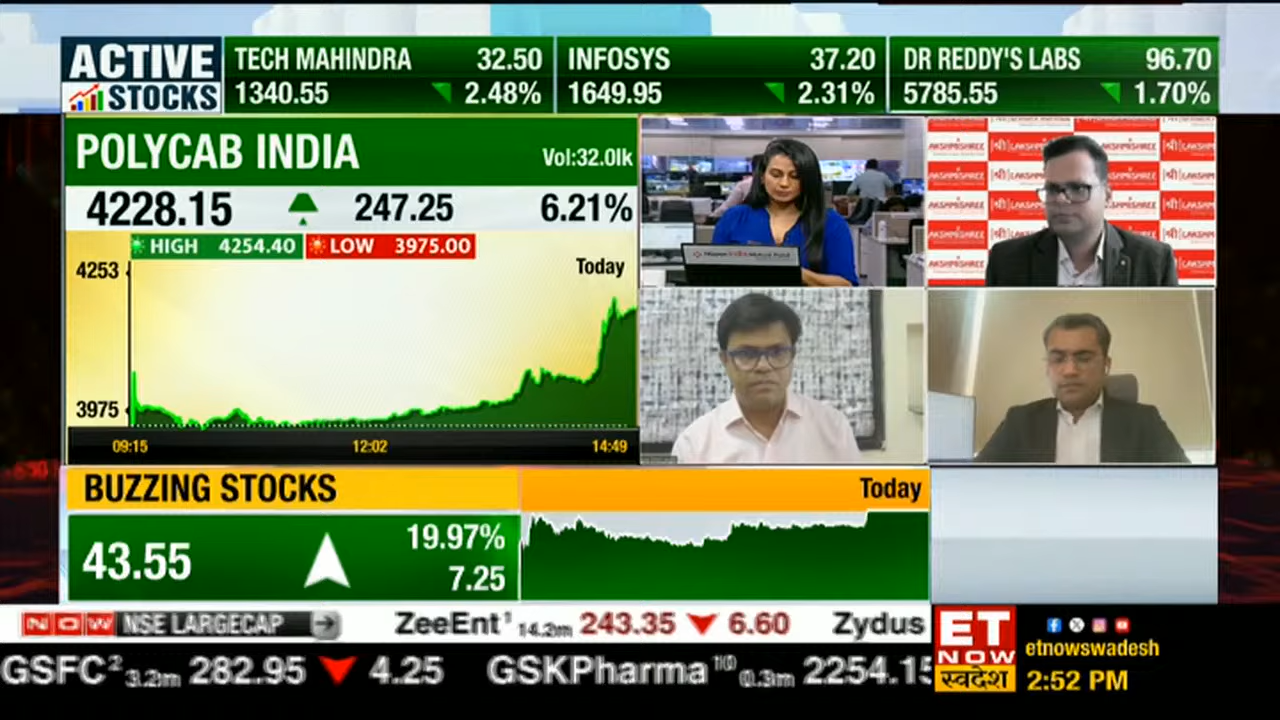 ACTIVE STOCKS
TECH MAHINDRA 32.50
1340.55 2.48%
INFOSYS 37.20
1649.95 2.31%
DR REDDY'S LABS 96.70
5785.55 1.70%
POLYCAB INDIA Vol:32.0lk
4228.15 247.25 6.21%
HIGH 4254.40 LOW 3975.00
Today
4253
3975
09:15 12:02 14:49
BUZZING STOCKS
Today
43.55 19.97%
7.25
NOW NSE LARGECAP ZeeEnt 14.2m 243.35 6.60 Zydus
GSFC² 3.2m 282.95 4.25 GSKPharma 0.3m 2254.15
ET NOW स्वदेश
etnowswadesh
2:52 PM